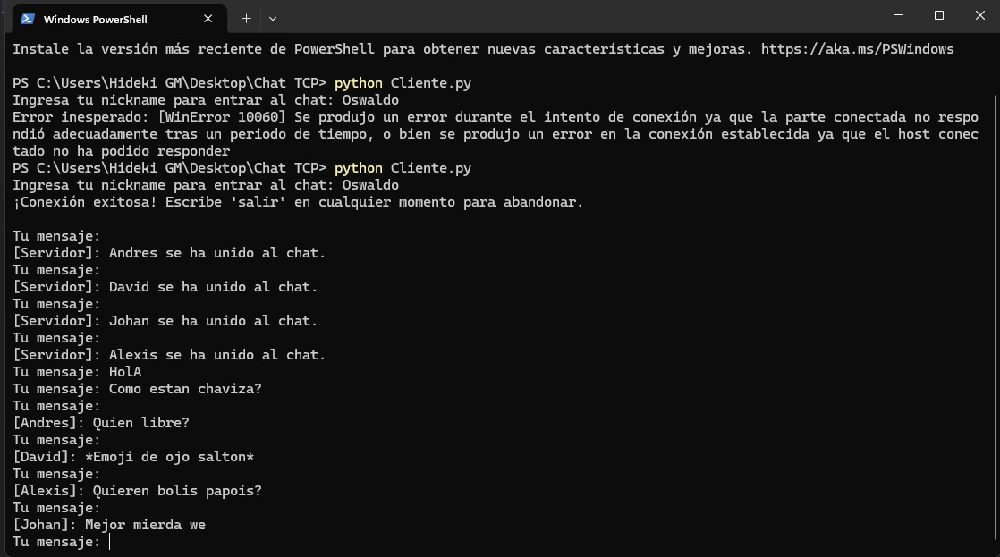 Windows PowerShell
Instale la versión más reciente de PowerShell para obtener nuevas características y mejoras. https://aka.ms/PSWindows
PS C:\Users\Hideki GM\Desktop\Chat TCP> python Cliente.py
Ingresa tu nickname para entrar al chat: Oswaldo
Error inesperado: [WinError 10060] Se produjo un error durante el intento de conexión ya que la parte conectada no respo
ndió adecuadamente tras un periodo de tiempo, o bien se produjo un error en la conexión establecida ya que el host conec
tado no ha podido responder
PS C:\Users\Hideki GM\Desktop\Chat TCP> python Cliente.py
Ingresa tu nickname para entrar al chat: Oswaldo
¡Conexión exitosa! Escribe 'salir' en cualquier momento para abandonar.
Tu mensaje:
[Servidor]: Andres se ha unido al chat.
Tu mensaje:
[Servidor]: David se ha unido al chat.
Tu mensaje:
[Servidor]: Johan se ha unido al chat.
Tu mensaje:
[Servidor]: Alexis se ha unido al chat.
Tu mensaje: HolA
Tu mensaje: Como estan chaviza?
Tu mensaje:
[Andres]: Quien libre?
Tu mensaje:
[David]: *Emoji de ojo salton*
Tu mensaje:
[Alexis]: Quieren bolis papois?
Tu mensaje:
[Johan]: Mejor mierda we
Tu mensaje: